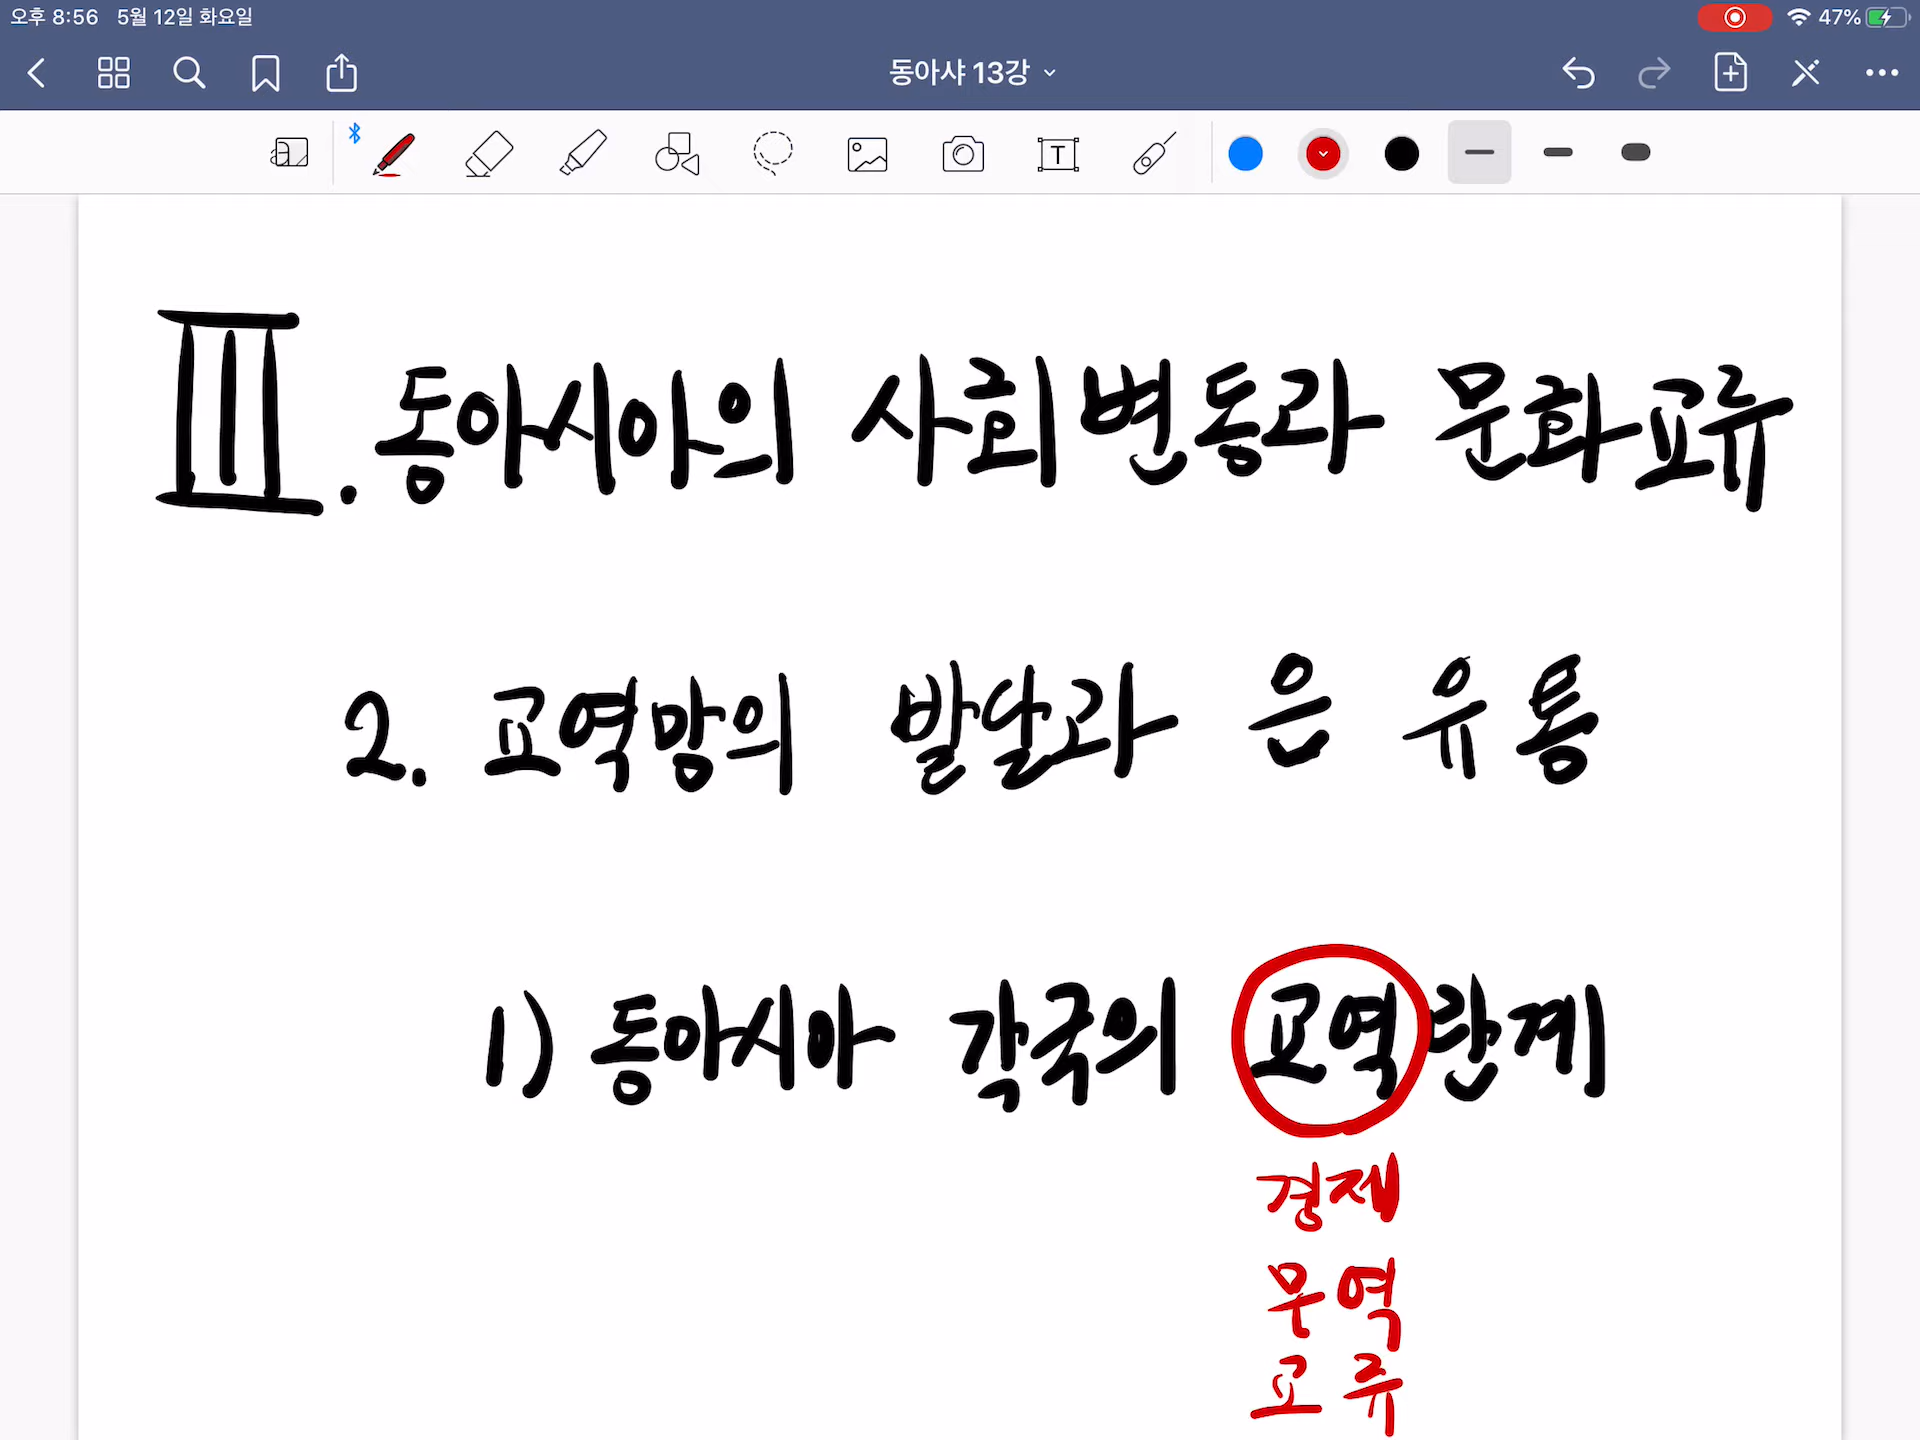 오후 8:56 5월 12일 화요일 47%
동아샤 13강
Ⅲ. 동아시아의 사회변동과 문화교류
2. 교역망의 발달과 은 유통
1) 동아시아 각국의 교역관계
경제
무역
교류